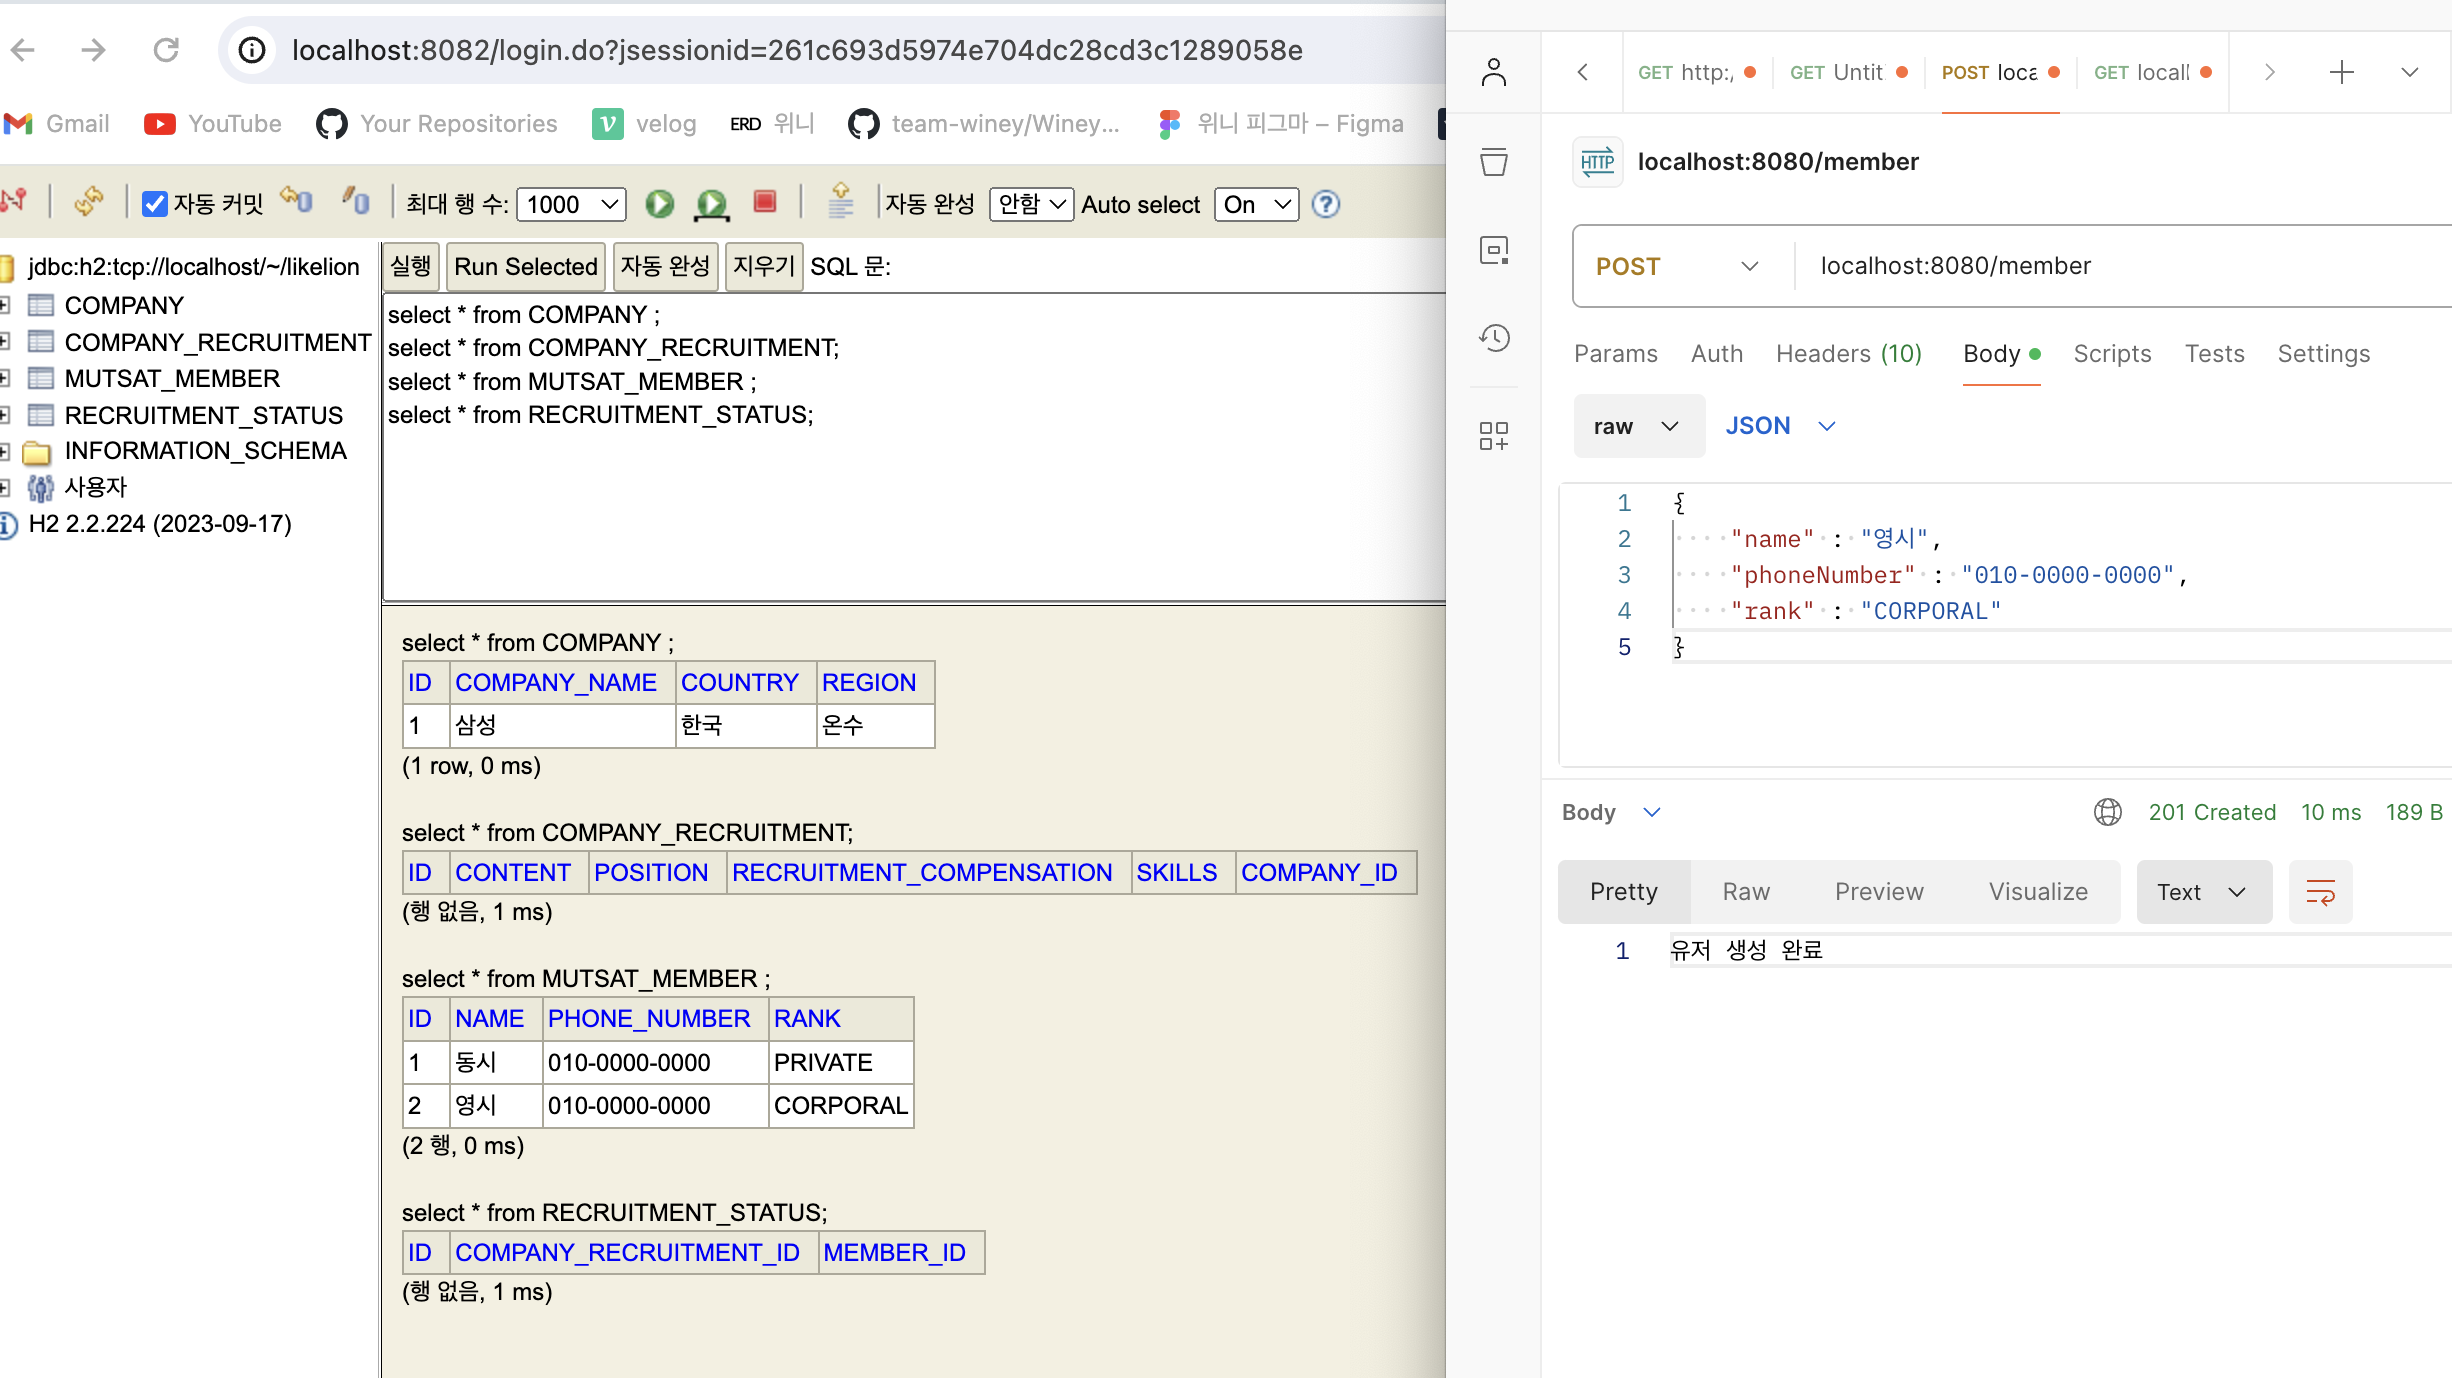 localhost:8082/login.do?jsessionid=261c693d5974e704dc28cd3c1289058e
Gmail YouTube Your Repositories velog ERD 위니 team-winey/Winey... 위니 피그마 – Figma
자동 커밋 최대 행 수: 1000 자동 완성 안함 Auto select On
jdbc:h2:tcp://localhost/~/likelion
COMPANY
COMPANY_RECRUITMENT
MUTSAT_MEMBER
RECRUITMENT_STATUS
INFORMATION_SCHEMA
사용자
H2 2.2.224 (2023-09-17)
실행 Run Selected 자동 완성 지우기 SQL 문:
select * from COMPANY ;
select * from COMPANY_RECRUITMENT;
select * from MUTSAT_MEMBER ;
select * from RECRUITMENT_STATUS;
select * from COMPANY ;
ID COMPANY_NAME COUNTRY REGION
1 삼성 한국 온수
(1 row, 0 ms)
select * from COMPANY_RECRUITMENT;
ID CONTENT POSITION RECRUITMENT_COMPENSATION SKILLS COMPANY_ID
(행 없음, 1 ms)
select * from MUTSAT_MEMBER ;
ID NAME PHONE_NUMBER RANK
1 동시 010-0000-0000 PRIVATE
2 영시 010-0000-0000 CORPORAL
(2 행, 0 ms)
select * from RECRUITMENT_STATUS;
ID COMPANY_RECRUITMENT_ID MEMBER_ID
(행 없음, 1 ms)
GET http:/ GET Untit POST loca GET locall
HTTP localhost:8080/member
POST localhost:8080/member
Params Auth Headers (10) Body Scripts Tests Settings
raw JSON
1 {
2 "name" : "영시",
3 "phoneNumber" : "010-0000-0000",
4 "rank" : "CORPORAL"
5 }
Body 201 Created 10 ms 189 B
Pretty Raw Preview Visualize Text
1 유저 생성 완료